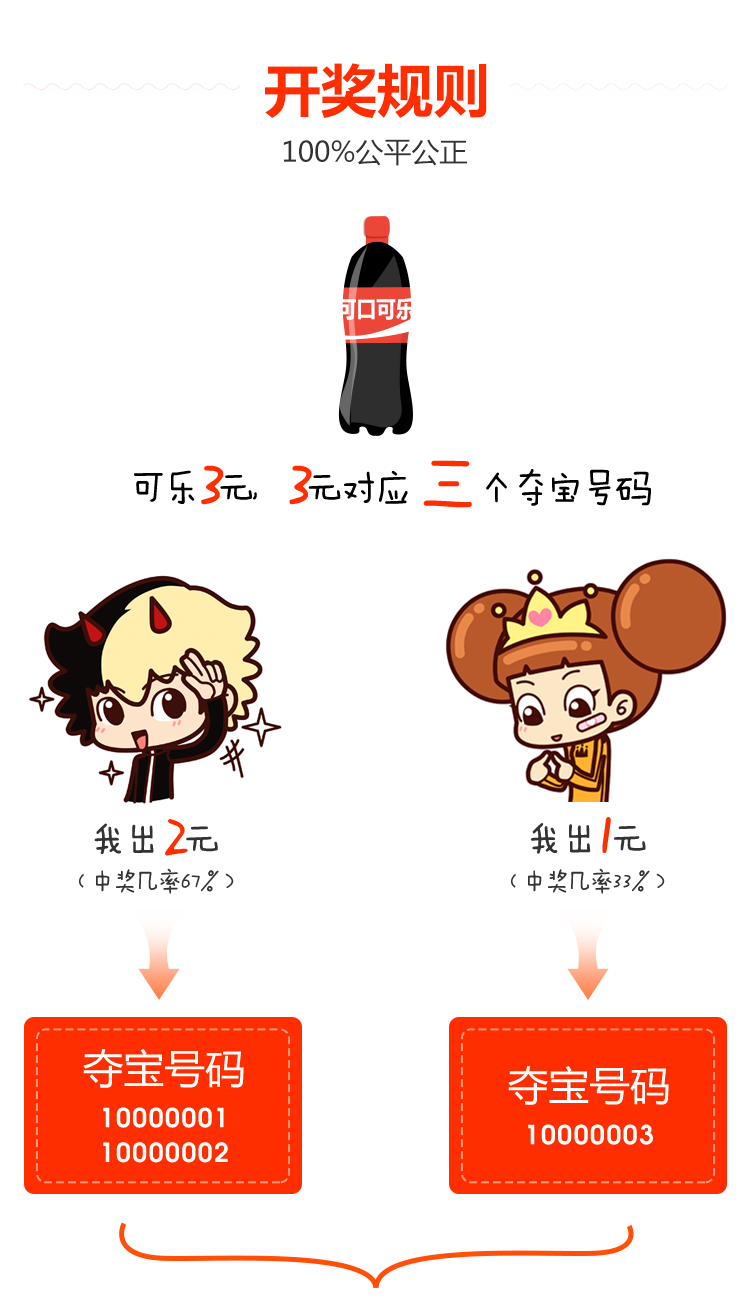 开奖规则
100%公平公正
可口可乐
可乐3元, 3元对应 三 个夺宝号码
我出2元
(中奖几率67%)
我出1元
(中奖几率33%)
夺宝号码
10000001
10000002
夺宝号码
10000003